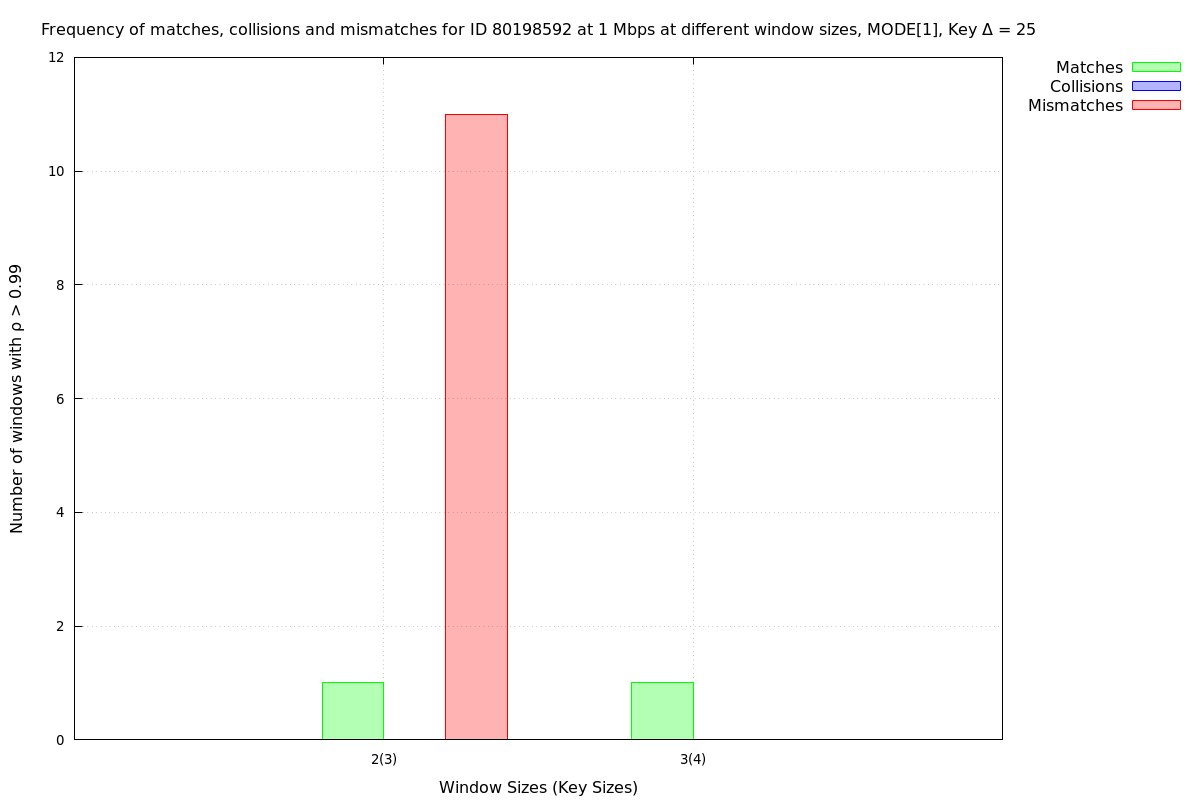 Frequency of matches, collisions and mismatches for ID 80198592 at 1 Mbps at different window sizes, MODE[1], Key Δ = 25
Matches
Collisions
Mismatches
12
10
8
6
4
2
0
Number of windows with ρ > 0.99
2(3)
3(4)
Window Sizes (Key Sizes)